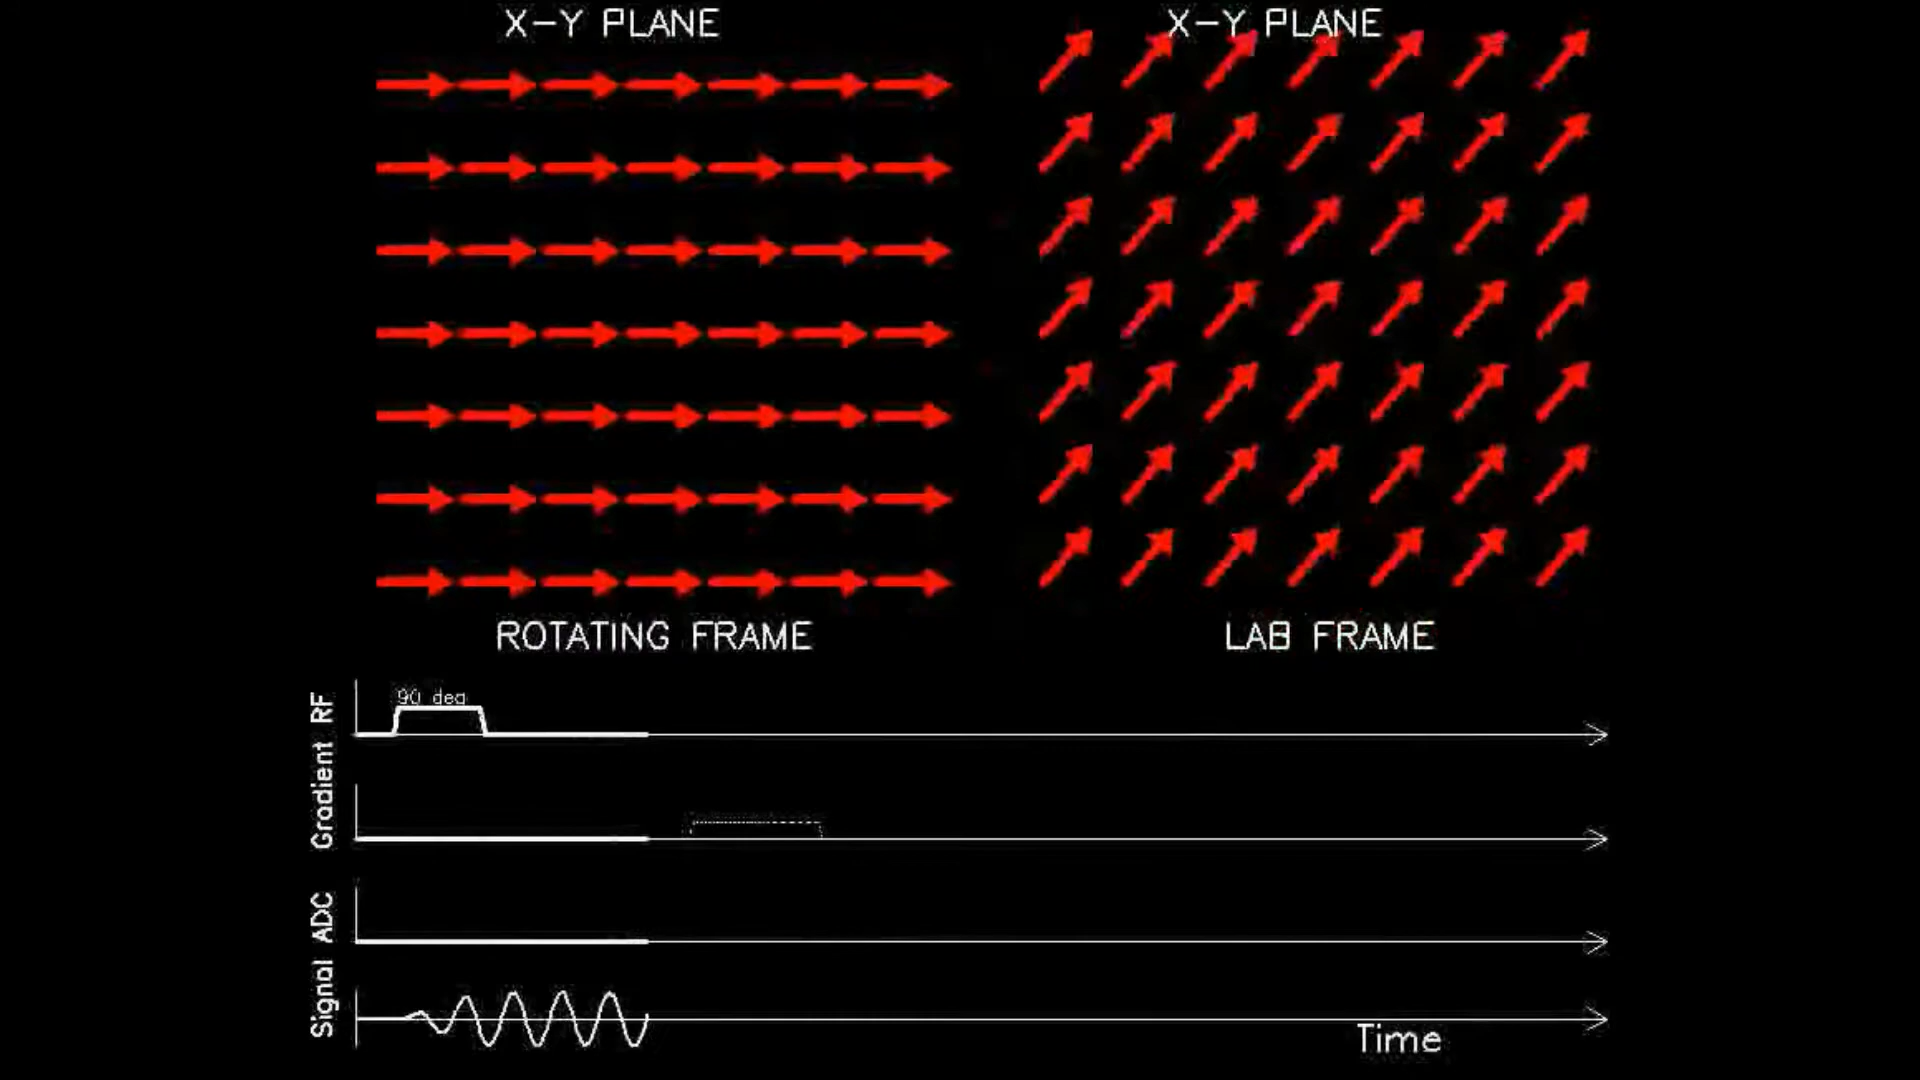 X-Y PLANE
X-Y PLANE
ROTATING FRAME
LAB FRAME
RF
90 deg
Gradient
ADC
Signal
Time